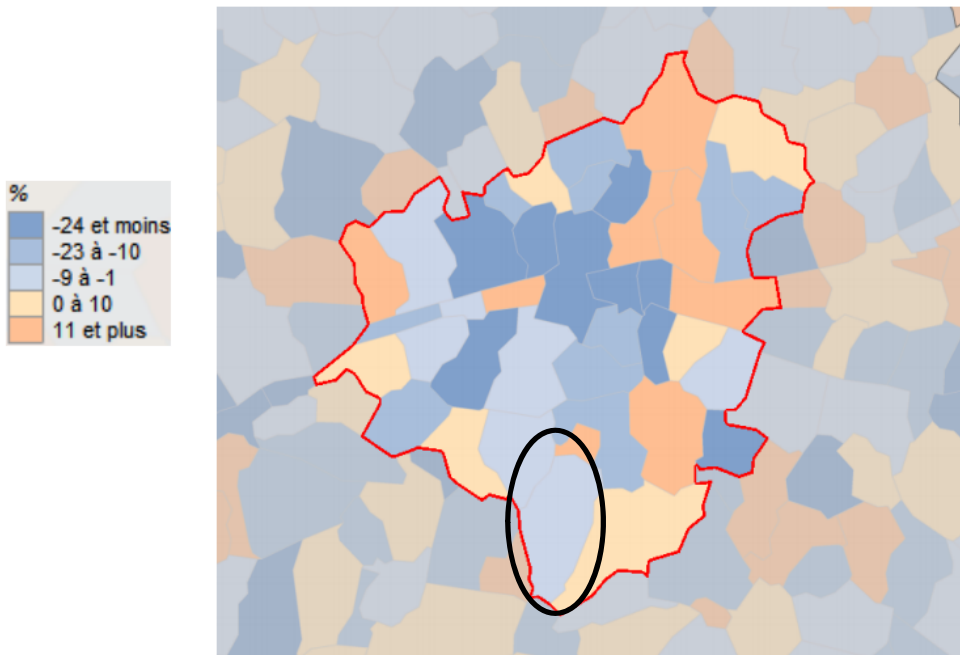 %
-24 et moins
-23 à -10
-9 à -1
0 à 10
11 et plus